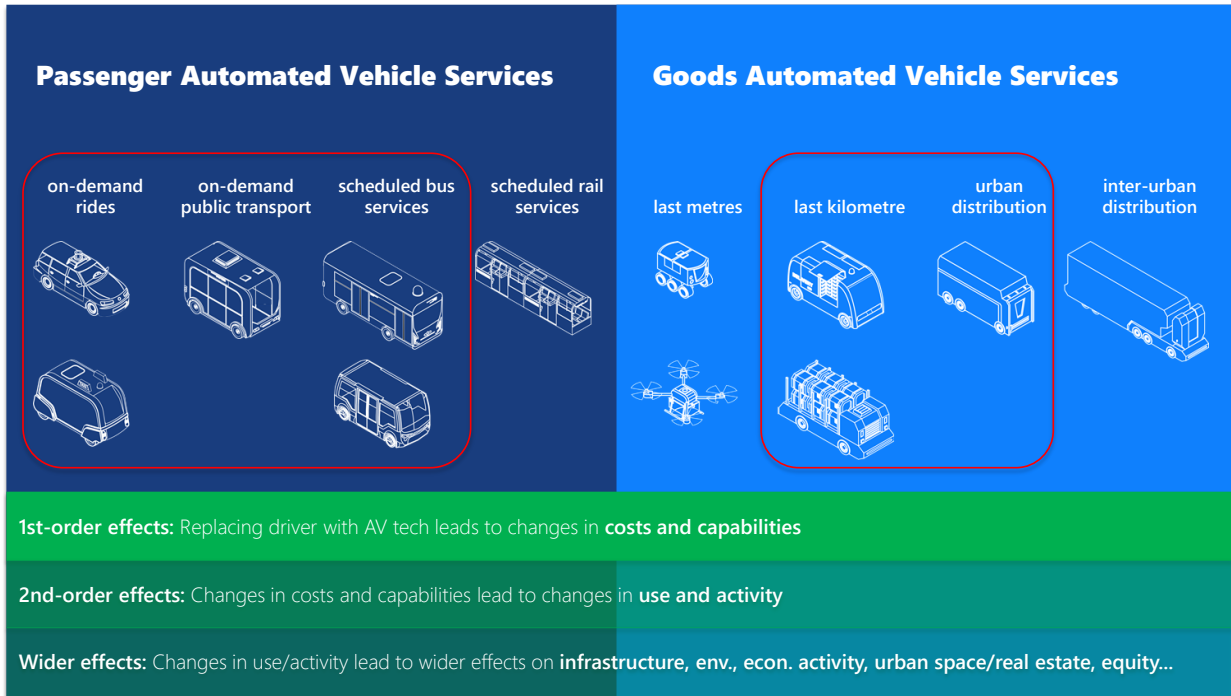 Passenger Automated Vehicle Services
Goods Automated Vehicle Services
on-demand
rides
on-demand
public transport
scheduled bus
services
scheduled rail
services
last metres
last kilometre
urban
distribution
inter-urban
distribution
1st-order effects: Replacing driver with AV tech leads to changes in costs and capabilities
2nd-order effects: Changes in costs and capabilities lead to changes in use and activity
Wider effects: Changes in use/activity lead to wider effects on infrastructure, env., econ. activity, urban space/real estate, equity...